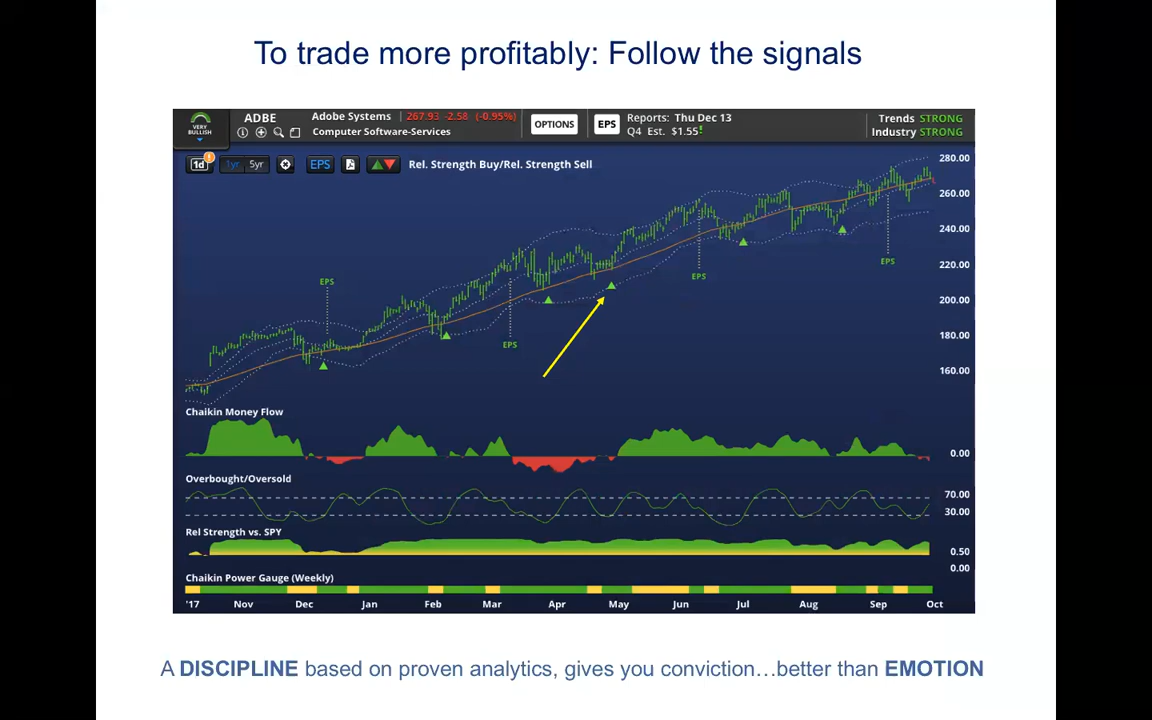 To trade more profitably: Follow the signals
VERY
BULLISH
ADBE
Adobe Systems 267.93 -2.58 (-0.95%)
Computer Software-Services
OPTIONS
EPS
Reports: Thu Dec 13
Q4 Est. $1.55!
Trends STRONG
Industry STRONG
1d ! 1yr 5yr EPS Rel. Strength Buy/Rel. Strength Sell
280.00
260.00
240.00
220.00
200.00
180.00
160.00
EPS
EPS
EPS
EPS
Chaikin Money Flow
0.00
Overbought/Oversold
70.00
30.00
Rel Strength vs. SPY
0.50
0.00
Chaikin Power Gauge (Weekly)
'17 Nov Dec Jan Feb Mar Apr May Jun Jul Aug Sep Oct
A DISCIPLINE based on proven analytics, gives you conviction…better than EMOTION